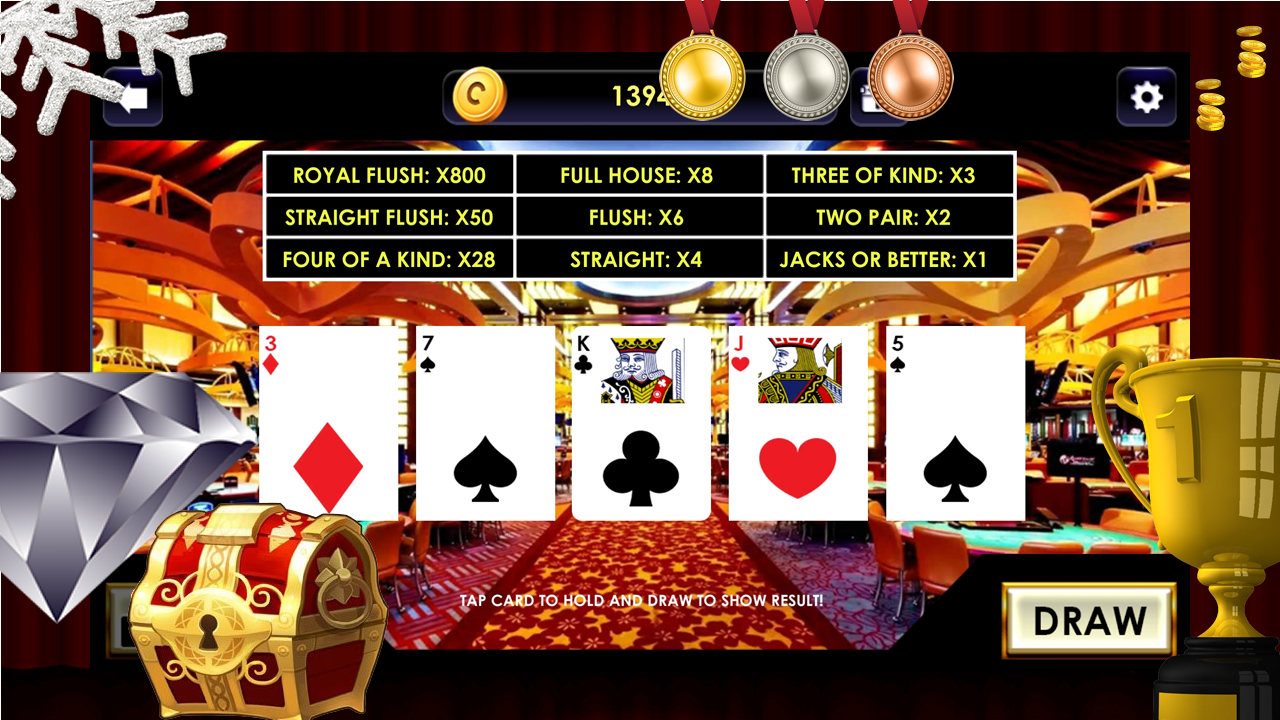 1394
ROYAL FLUSH: X800
FULL HOUSE: X8
THREE OF KIND: X3
STRAIGHT FLUSH: X50
FLUSH: X6
TWO PAIR: X2
FOUR OF A KIND: X28
STRAIGHT: X4
JACKS OR BETTER: X1
3
7
K
J
5
TAP CARD TO HOLD AND DRAW TO SHOW RESULT!
DRAW
1